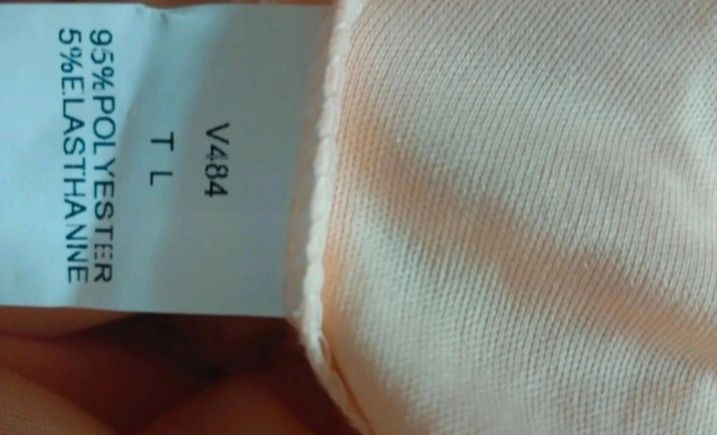 V484
T L
95%POLYESTER
5%ELASTHANNE